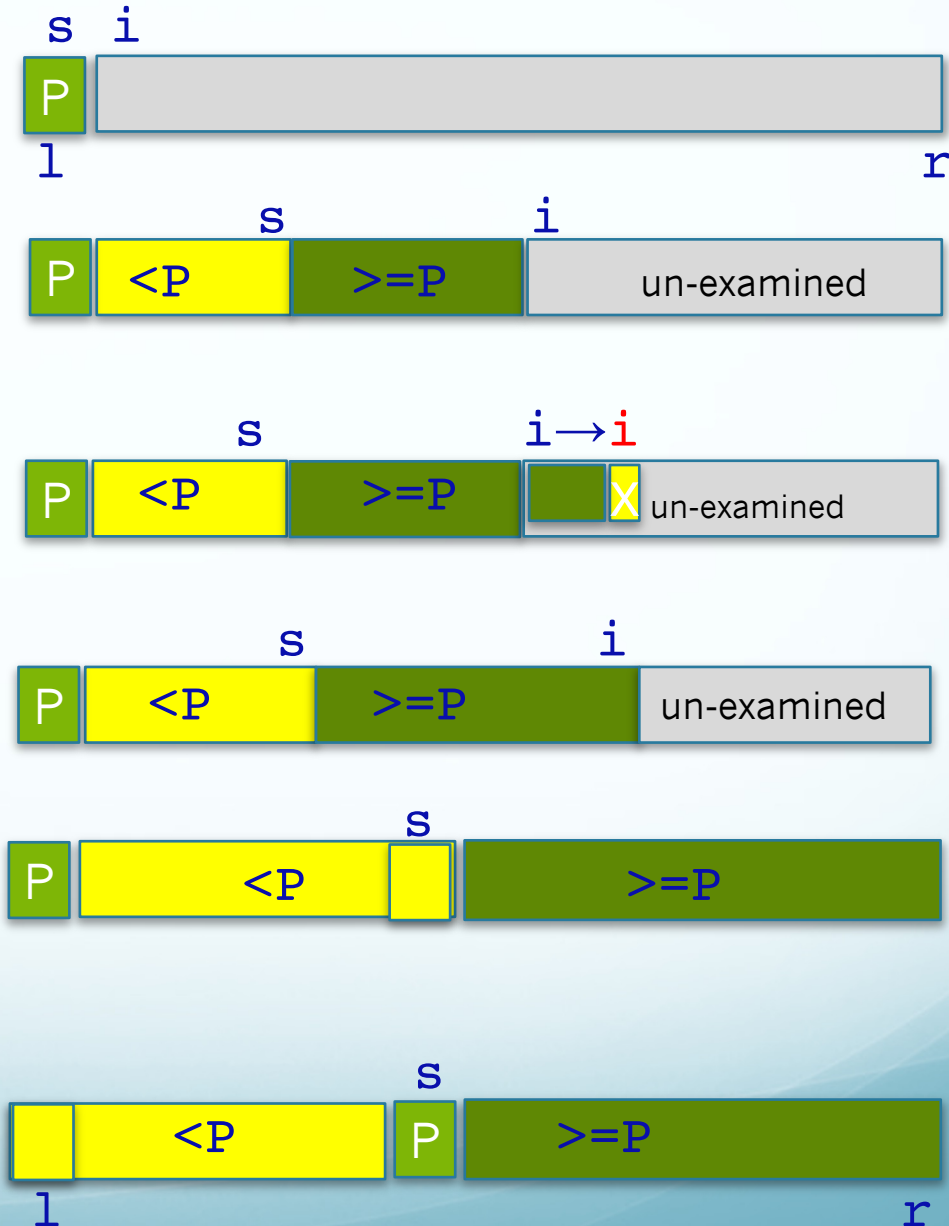 s i
P
l r
s i
P <P >=P un-examined
s i→i
P <P >=P X un-examined
s i
P <P >=P un-examined
s
P <P >=P
s
<P P >=P
l r